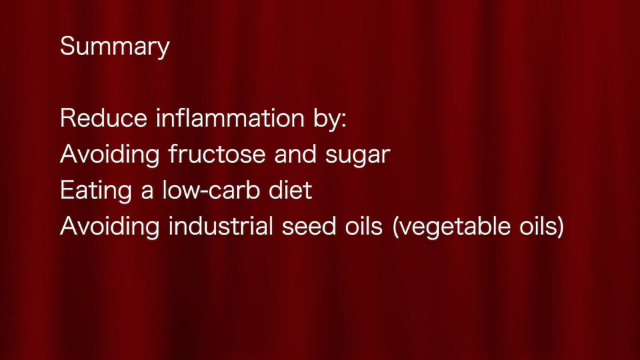 Summary
Reduce inflammation by:
Avoiding fructose and sugar
Eating a low-carb diet
Avoiding industrial seed oils (vegetable oils)